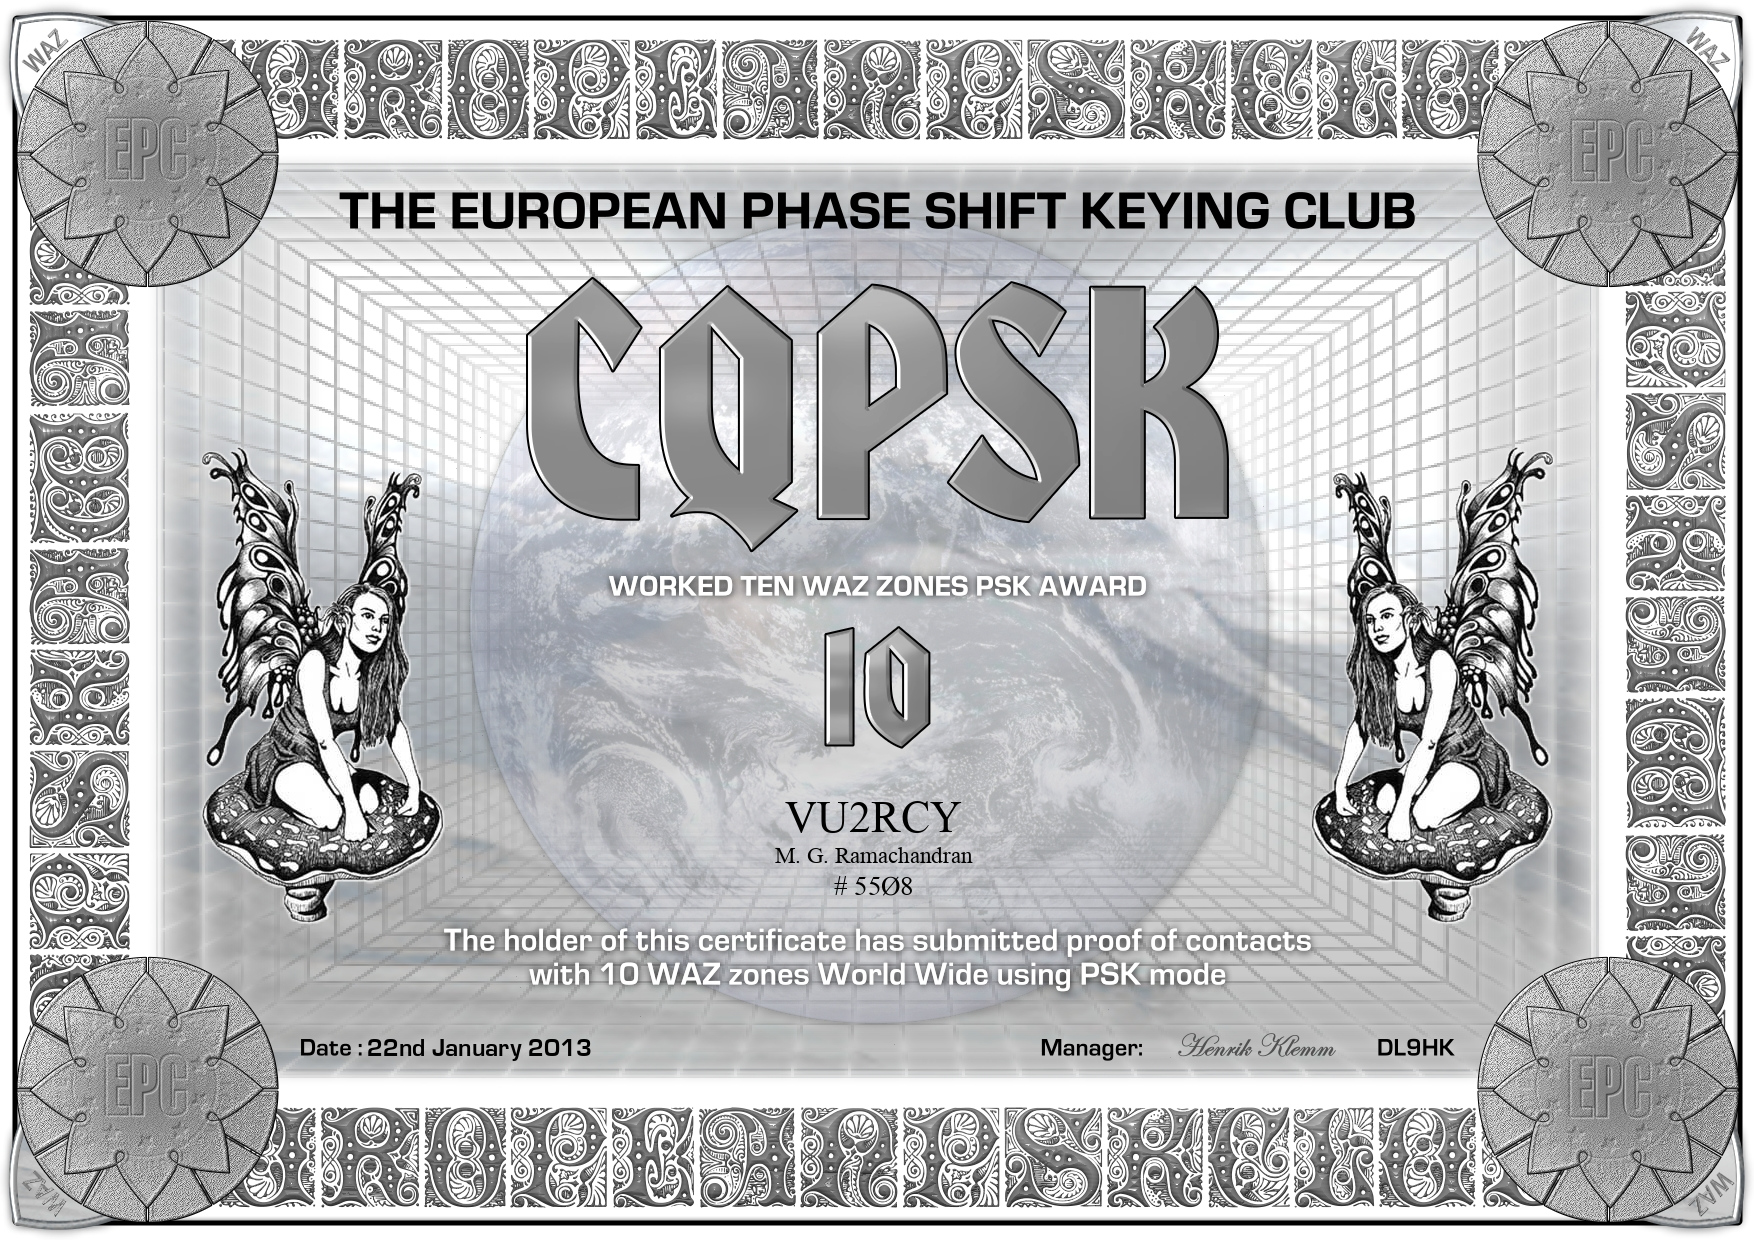 WAZ
WAZ
EPC
EPC
THE EUROPEAN PHASE SHIFT KEYING CLUB
CQPSK
WORKED TEN WAZ ZONES PSK AWARD
10
VU2RCY
M. G. Ramachandran
# 55Ø8
The holder of this certificate has submitted proof of contacts
with 10 WAZ zones World Wide using PSK mode
Date : 22nd January 2013
Manager: Henrik Klemm DL9HK
EPC
EPC
WAZ
WAZ